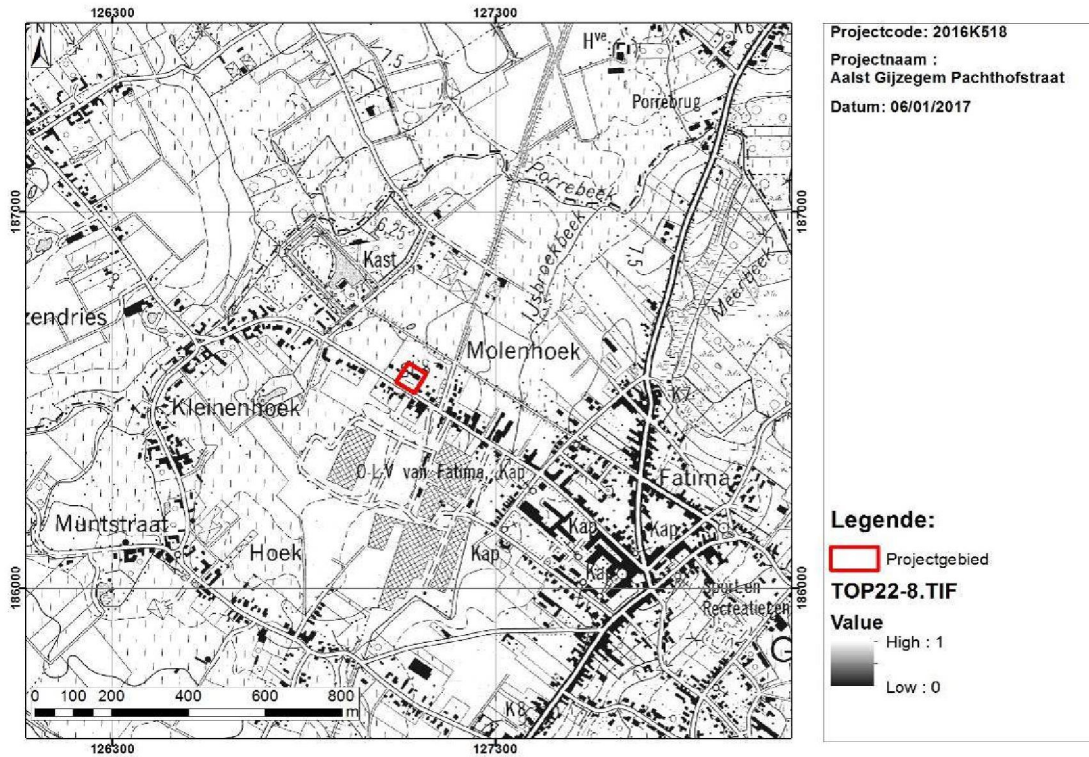 126300
127300
N
7.5
Hve
K6
Porrebrug
187000
187000
Porrebeek
6.25
Kast
IJsbroekbeek
7,5
Meerbeek
zendries
Molenhoek
Kleinenhoek
K7
O-L-V van Fatima, Kap
Fatima
Muntstraat
Hoek
Kap
Kap
Kap
Kap
186000
186000
Sport en
Recreatiecen
G
K8
0 100 200 400 600 800
m
126300
127300
Projectcode: 2016K518
Projectnaam :
Aalst Gijzegem Pachthofstraat
Datum: 06/01/2017
Legende:
Projectgebied
TOP22-8.TIF
Value
High : 1
Low : 0